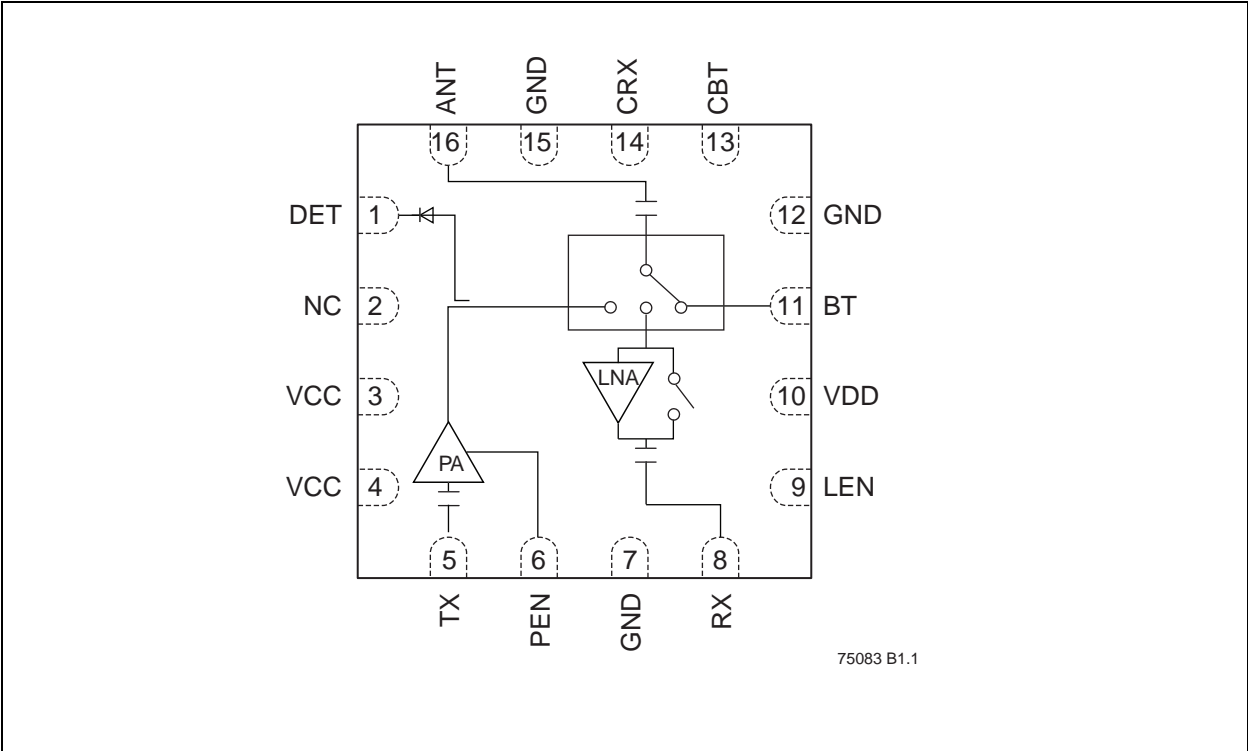 ANT
GND
CRX
CBT
16
15
14
13
DET 1
12 GND
NC 2
11 BT
LNA
VCC 3
10 VDD
PA
VCC 4
9 LEN
5
6
7
8
TX
PEN
GND
RX
75083 B1.1